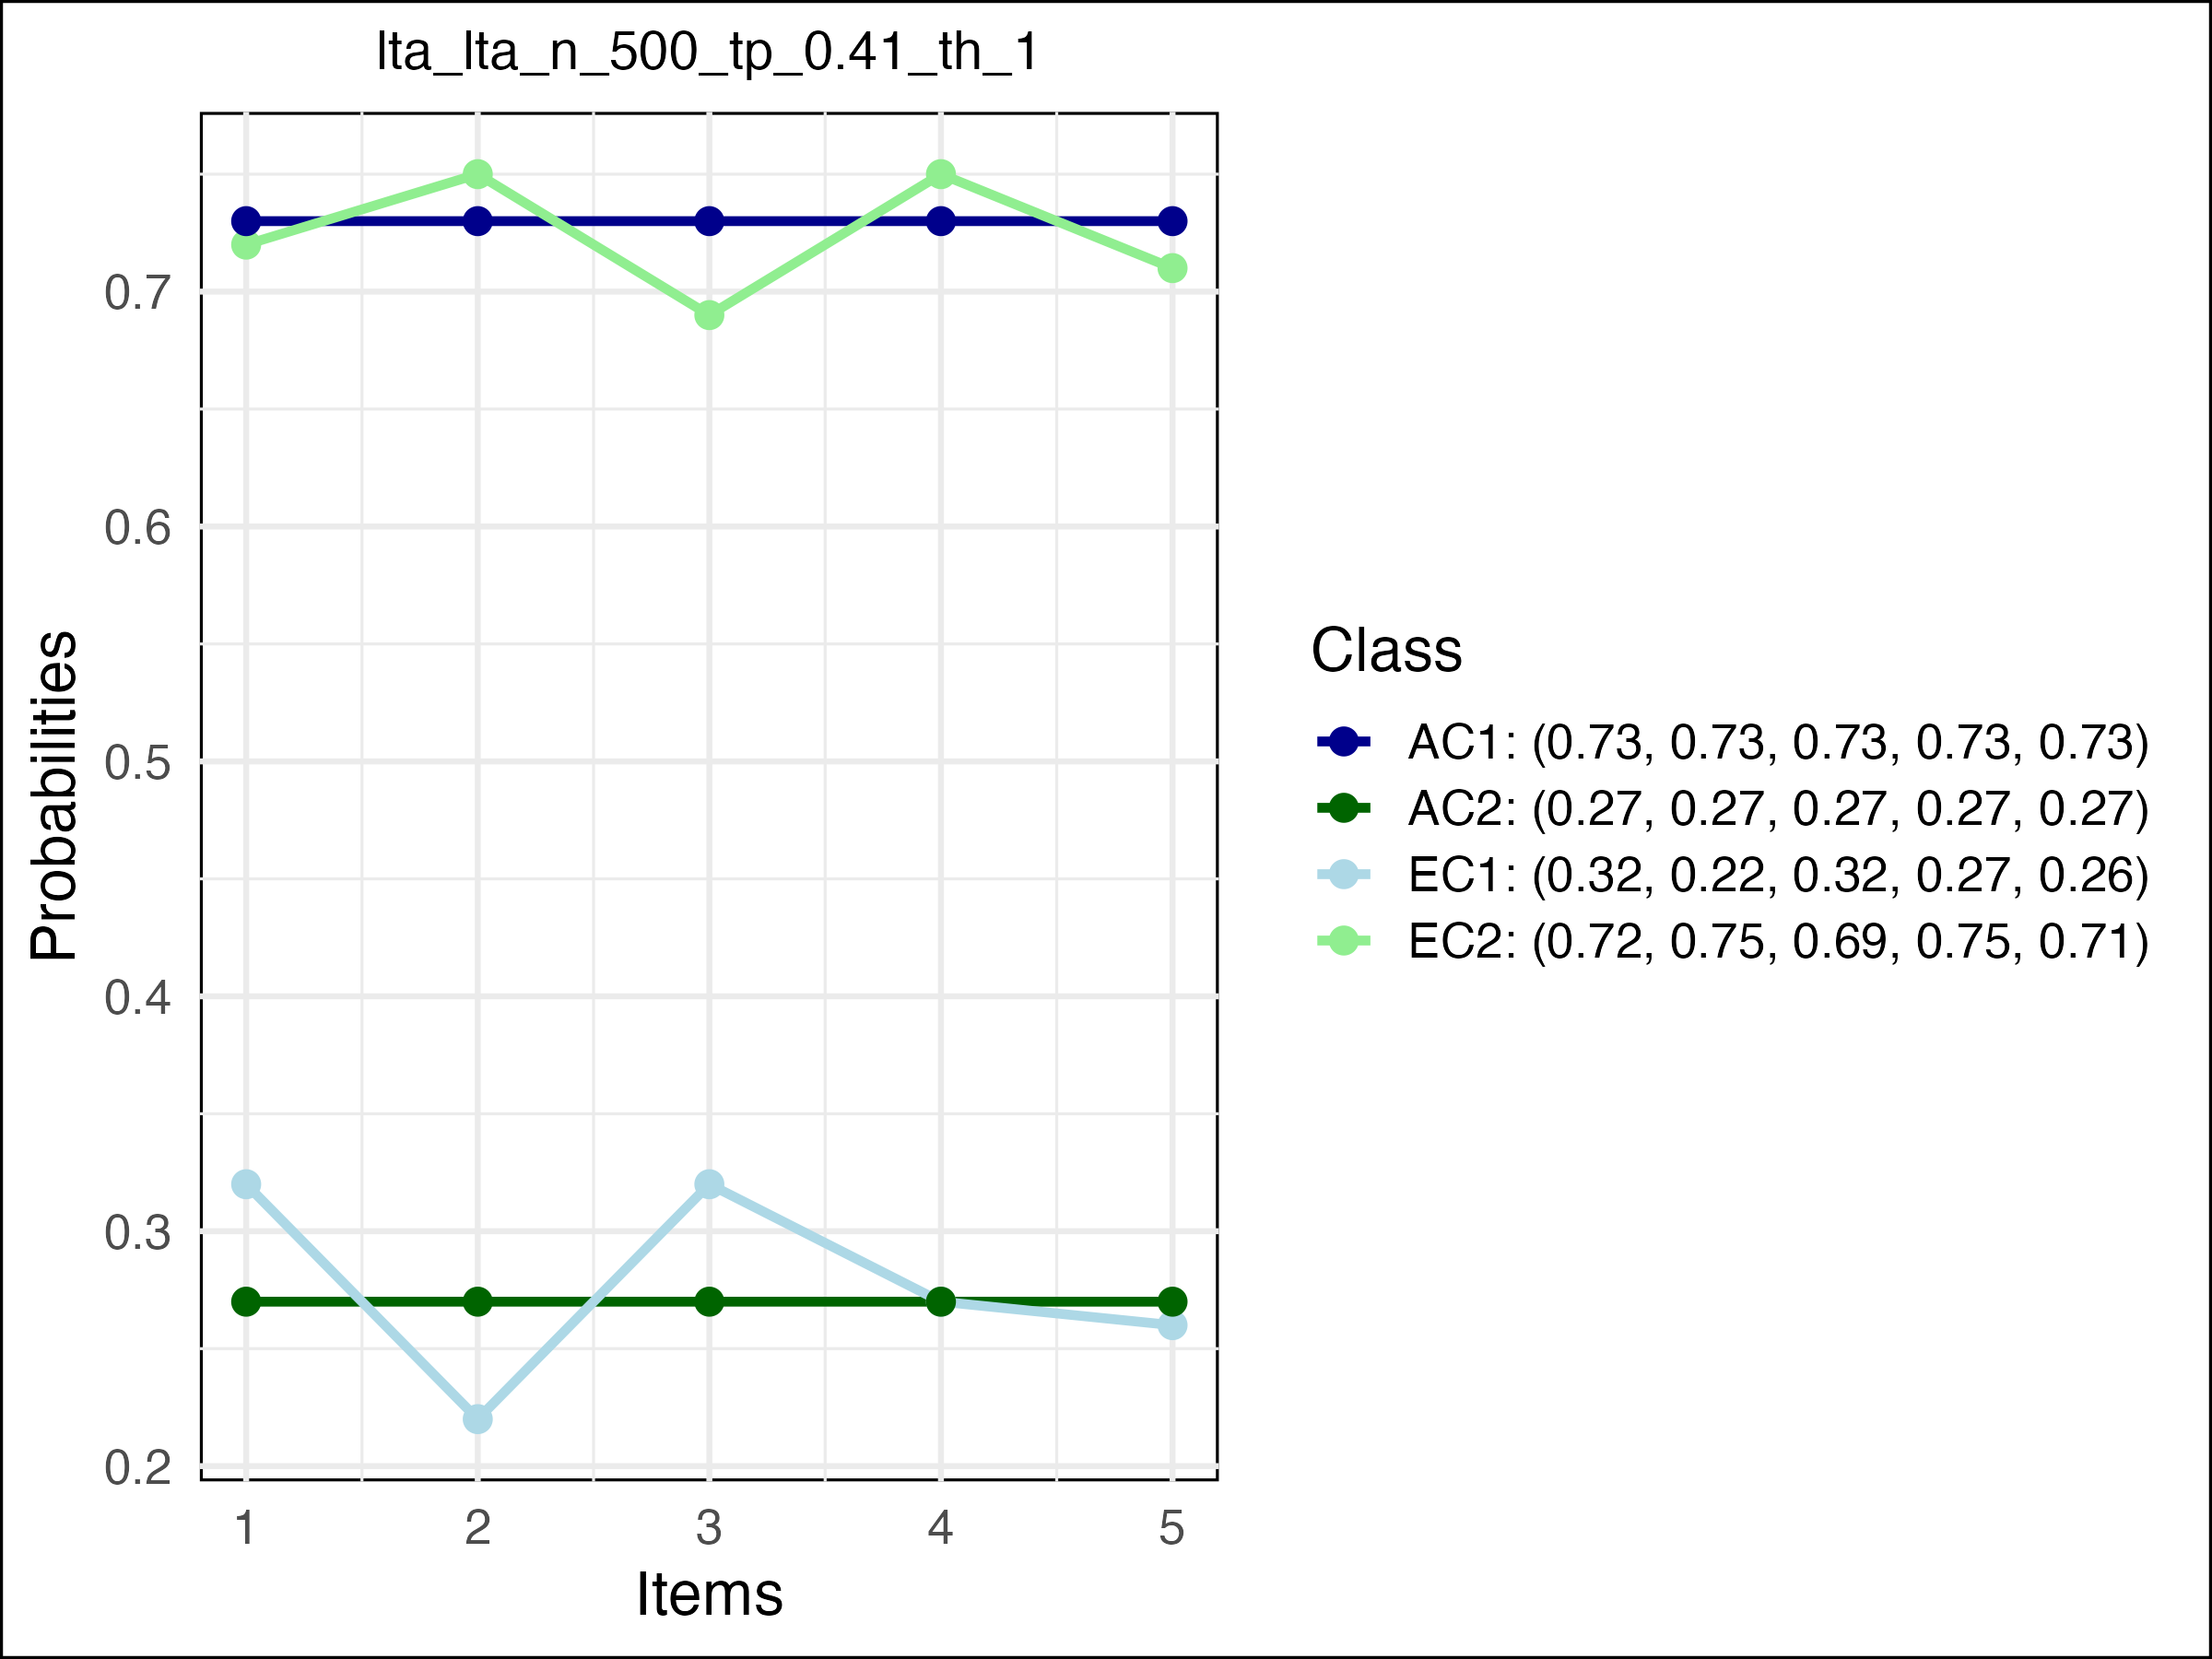 lta_lta_n_500_tp_0.41_th_1
Probabilities
0.7
0.6
0.5
0.4
0.3
0.2
1 2 3 4 5
Items
Class
AC1: (0.73, 0.73, 0.73, 0.73, 0.73)
AC2: (0.27, 0.27, 0.27, 0.27, 0.27)
EC1: (0.32, 0.22, 0.32, 0.27, 0.26)
EC2: (0.72, 0.75, 0.69, 0.75, 0.71)